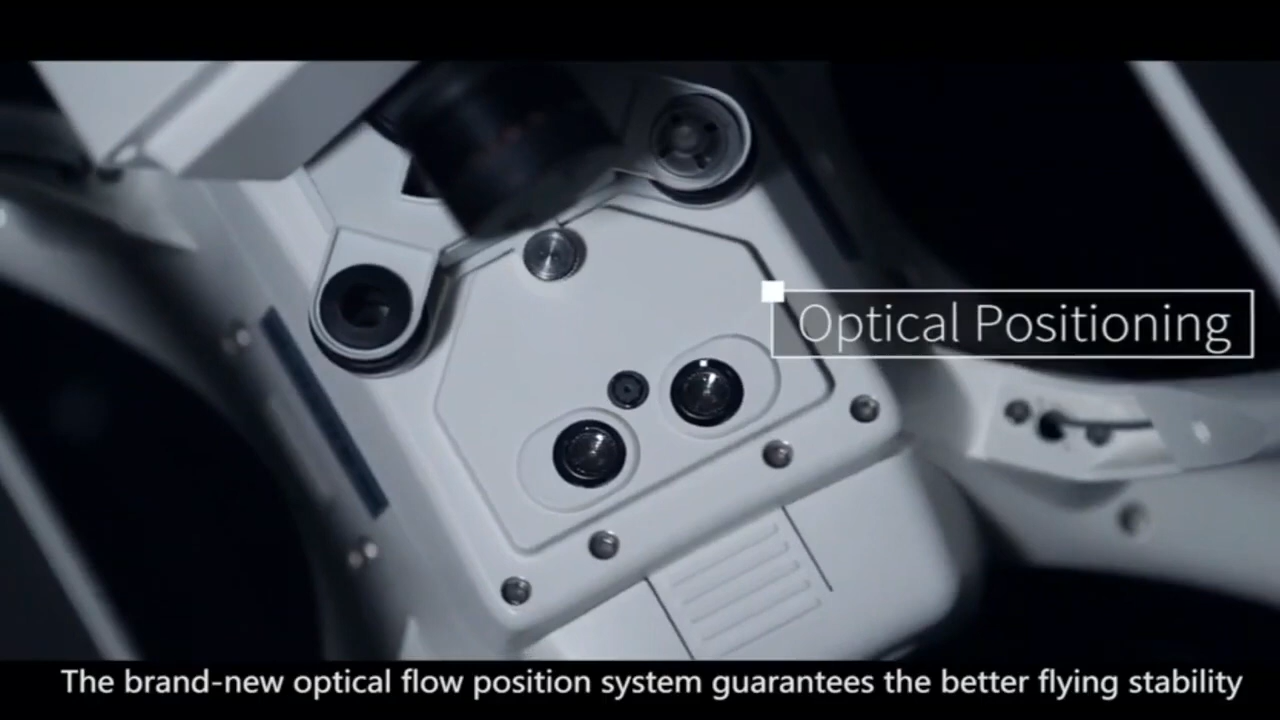 Optical Positioning
The brand-new optical flow position system guarantees the better flying stability